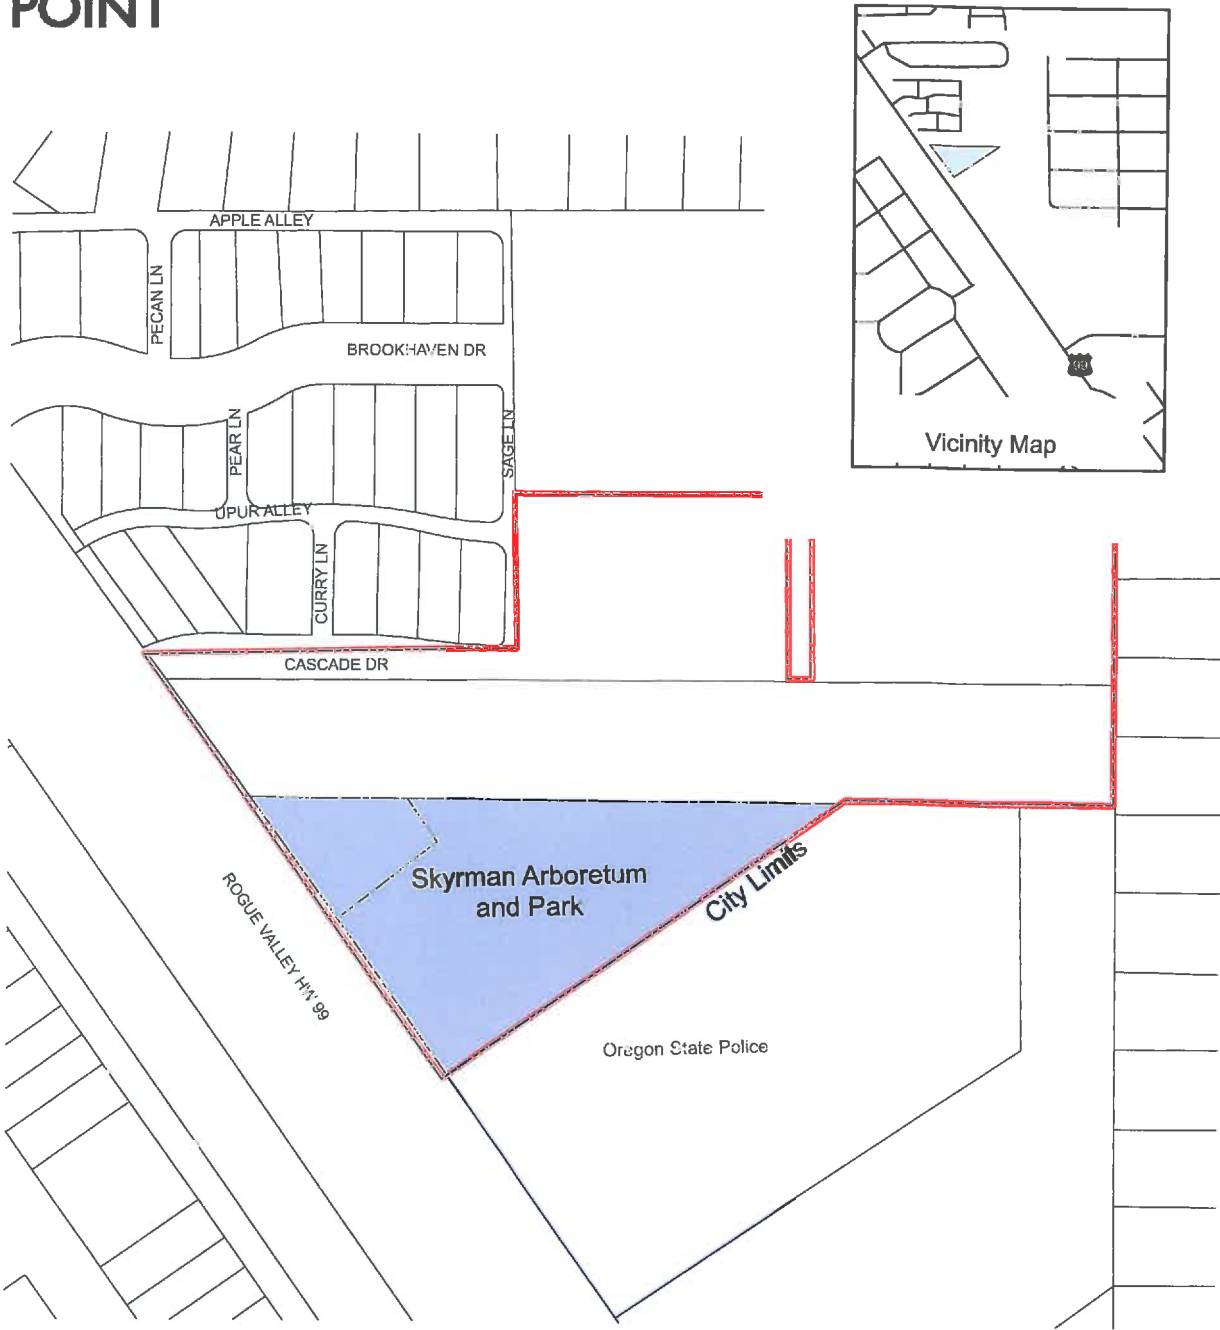 POINT
APPLE ALLEY
PECAN LN
BROOKHAVEN DR
PEAR LN
SAGE LN
UPUR ALLEY
CURRY LN
CASCADE DR
99
Vicinity Map
Skyrman Arboretum
and Park
City Limits
ROGUE VALLEY HW 99
Oregon State Police